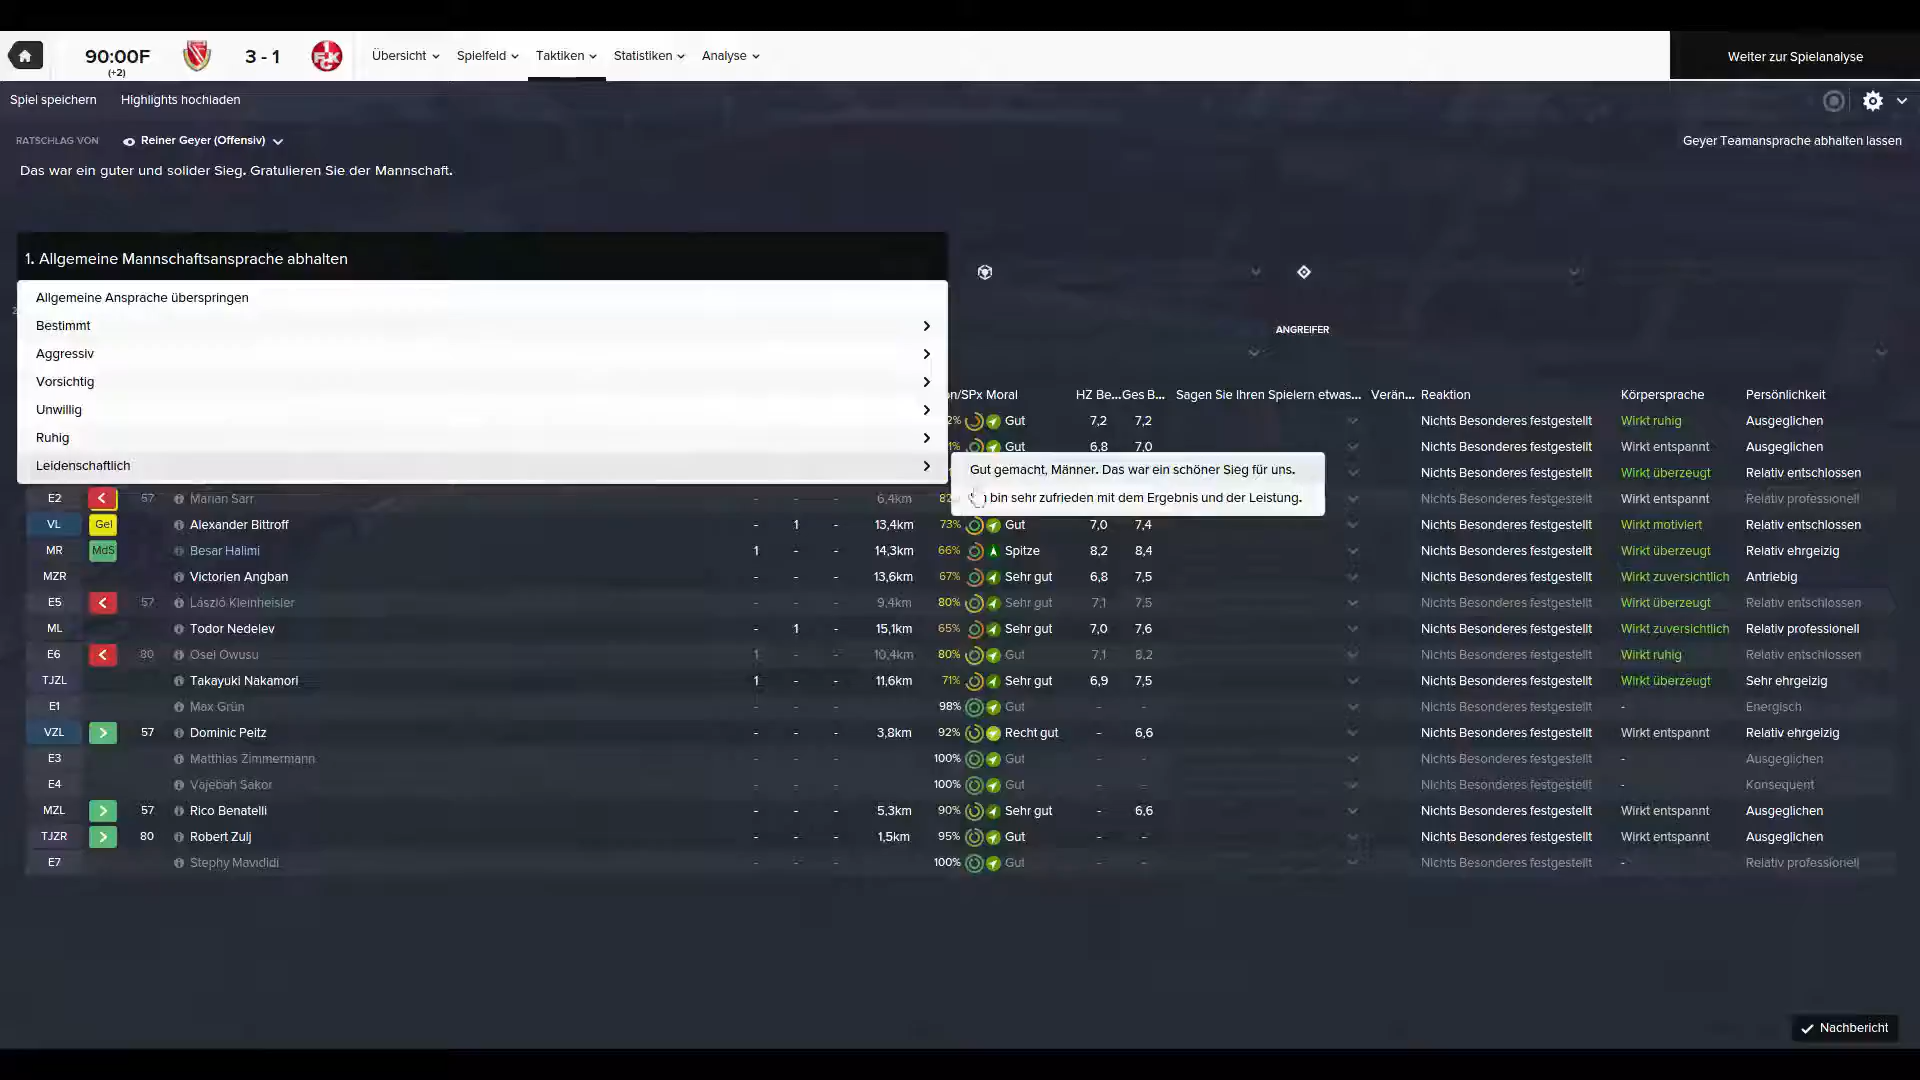 90:00F
(+2)
3 - 1
FCK
Übersicht
Spielfeld
Taktiken
Statistiken
Analyse
Weiter zur Spielanalyse
Spiel speichern
Highlights hochladen
RATSCHLAG VON
Reiner Geyer (Offensiv)
Geyer Teamansprache abhalten lassen
Das war ein guter und solider Sieg. Gratulieren Sie der Mannschaft.
1. Allgemeine Mannschaftsansprache abhalten
Allgemeine Ansprache überspringen
Bestimmt
Aggressiv
Vorsichtig
Unwillig
Ruhig
Leidenschaftlich
ANGREIFER
Gut gemacht, Männer. Das war ein schöner Sieg für uns.
bin sehr zufrieden mit dem Ergebnis und der Leistung.
on/SPx Moral HZ Be... Ges B... Sagen Sie Ihren Spielern etwas... Verän... Reaktion Körpersprache Persönlichkeit
2% Gut 7,2 7,2 Nichts Besonderes festgestellt Wirkt ruhig Ausgeglichen
1% Gut 6,8 7,0 Nichts Besonderes festgestellt Wirkt entspannt Ausgeglichen
Nichts Besonderes festgestellt Wirkt überzeugt Relativ entschlossen
E2 57 Marian Sarr - - - 6,4km 82 Nichts Besonderes festgestellt Wirkt entspannt Relativ professionell
VL Gel Alexander Bittroff - 1 - 13,4km 73% Gut 7,0 7,4 Nichts Besonderes festgestellt Wirkt motiviert Relativ entschlossen
MR MdS Besar Halimi 1 - - 14,3km 66% Spitze 8,2 8,4 Nichts Besonderes festgestellt Wirkt überzeugt Relativ ehrgeizig
MZR Victorien Angban - - - 13,6km 67% Sehr gut 6,8 7,5 Nichts Besonderes festgestellt Wirkt zuversichtlich Antriebig
E5 57 László Kleinheisler - - - 9,4km 80% Sehr gut 7,1 7,5 Nichts Besonderes festgestellt Wirkt überzeugt Relativ entschlossen
ML Todor Nedelev - 1 - 15,1km 65% Sehr gut 7,0 7,6 Nichts Besonderes festgestellt Wirkt zuversichtlich Relativ professionell
E6 80 Osei Owusu 1 - - 10,4km 80% Gut 7,1 8,2 Nichts Besonderes festgestellt Wirkt ruhig Relativ entschlossen
TJZL Takayuki Nakamori 1 - - 11,6km 71% Sehr gut 6,9 7,5 Nichts Besonderes festgestellt Wirkt überzeugt Sehr ehrgeizig
E1 Max Grün - - - 98% Gut - - Nichts Besonderes festgestellt - Energisch
VZL 57 Dominic Peitz - - - 3,8km 92% Recht gut - 6,6 Nichts Besonderes festgestellt Wirkt entspannt Relativ ehrgeizig
E3 Matthias Zimmermann - - - 100% Gut - - Nichts Besonderes festgestellt - Ausgeglichen
E4 Vajebah Sakor - - - 100% Gut - - Nichts Besonderes festgestellt - Konsequent
MZL 57 Rico Benatelli - - - 5,3km 90% Sehr gut - 6,6 Nichts Besonderes festgestellt Wirkt entspannt Ausgeglichen
TJZR 80 Robert Zulj - - - 1,5km 95% Gut - - Nichts Besonderes festgestellt Wirkt entspannt Ausgeglichen
E7 Stephy Mavididi - - - 100% Gut - - Nichts Besonderes festgestellt - Relativ professionell
Nachbericht